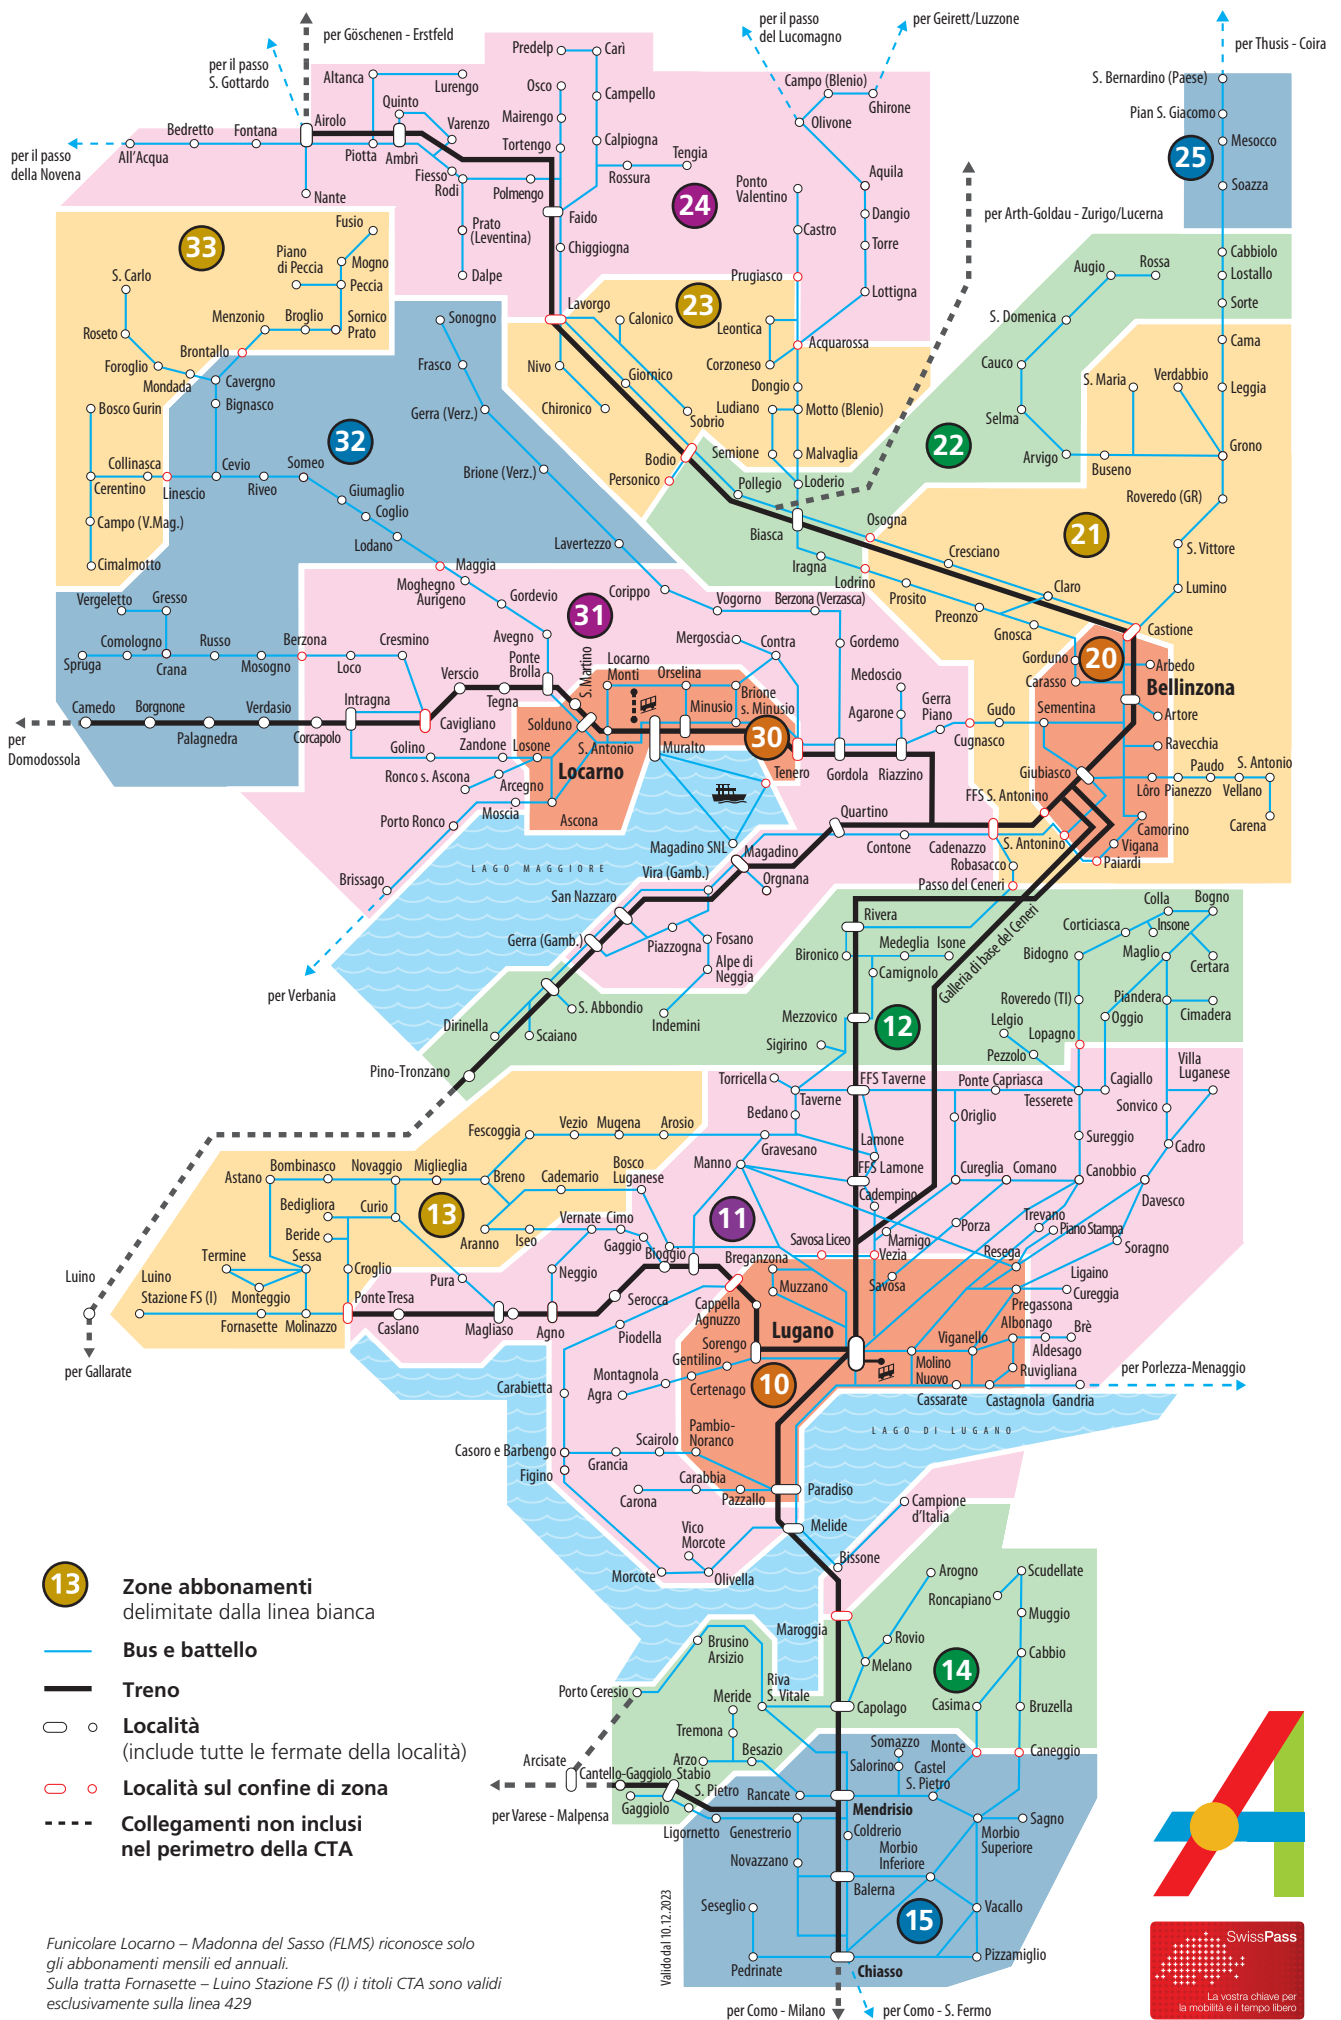 per Göschenen - Erstfeld
per il passo
S. Gottardo
per il passo
del Lucomagno
per Geirett/Luzzone
per Thusis - Coira
per il passo
della Novena
per Arth-Goldau - Zurigo/Lucerna
Predelp
Carì
Altanca
Lurengo
Osco
Campello
Quinto
Mairengo
Varenzo
Airolo
Bedretto
Fontana
All'Acqua
Piotta
Ambrì
Tortengo
Calpiogna
Tengia
Rossura
Fiesso
Rodi
Polmengo
Nante
Faido
Prato
(Leventina)
Chiggiogna
Dalpe
24
Campo (Blenio)
Ghirone
Olivone
Aquila
Ponto
Valentino
Dangio
Castro
Torre
Prugiasco
Lottigna
S. Bernardino (Paese)
Pian S. Giacomo
Mesocco
25
Soazza
Cabbiolo
Lostallo
Sorte
Cama
Leggia
Grono
Roveredo (GR)
S. Vittore
Lumino
Augio
Rossa
S. Domenica
Cauco
Selma
Arvigo
Buseno
S. Maria
Verdabbio
33
Fusio
Piano
di Peccia
Mogno
Peccia
S. Carlo
Menzonio
Broglio
Sornico
Prato
Roseto
Brontallo
Foroglio
Mondada
Cavergno
Bignasco
Bosco Gurin
Collinasca
Cerentino
Linescio
Cevio
Riveo
Someo
Campo (V.Mag.)
Cimalmotto
Giumaglio
Coglio
Lodano
Maggia
Moghegno
Aurigeno
Gordevio
Avegno
Ponte
Brolla
32
Sonogno
Frasco
Gerra (Verz.)
Brione (Verz.)
Lavertezzo
Corippo
Vogorno
Berzona (Verzasca)
Gordemo
Lavorgo
23
Calonico
Leontica
Acquarossa
Corzoneso
Nivo
Giornico
Dongio
Chironico
Sobrio
Ludiano
Motto (Blenio)
Bodio
Semione
Malvaglia
Personico
Pollegio
Loderio
Biasca
22
Osogna
21
Iragna
Cresciano
Lodrino
Prosito
Claro
Preonzo
Gnosca
Castione
Gorduno
20
Arbedo
Carasso
Bellinzona
Artore
Sementina
Ravecchia
Giubiasco
Lôro
Pianezzo
Paudo
Vellano
S. Antonio
Carena
Camorino
Vigana
Paiardi
FFS S. Antonino
S. Antonino
Gerra
Piano
Gudo
Cugnasco
Vergeletto
Gresso
Comologno
Spruga
Crana
Russo
Mosogno
Berzona
Loco
Cresmino
Verscio
Tegna
Intragna
Cavigliano
Camedo
Borgnone
Palagnedra
Verdasio
Corcapolo
per
Domodossola
31
S. Martino
Locarno
Monti
Orselina
Mergoscia
Contra
Minusio
Brione
s. Minusio
30
Medoscio
Agarone
Solduno
S. Antonio
Muralto
Tenero
Gordola
Riazzino
Golino
Zandone
Losone
Locarno
Ronco s. Ascona
Arcegno
Ascona
Moscia
Porto Ronco
Brissago
per Verbania
Quartino
Magadino SNL
Magadino
Contone
Cadenazzo
Robasacco
Passo del Ceneri
LAGO MAGGIORE
Vira (Gamb.)
Orgnana
San Nazzaro
Gerra (Gamb.)
Piazzogna
Fosano
Alpe di
Neggia
S. Abbondio
Indemini
Dirinella
Scaiano
Pino-Tronzano
Rivera
Bironico
Medeglia
Isone
Camignolo
Galleria di base del Ceneri
Mezzovico
12
Sigirino
Colla
Bogno
Corticiasca
Insone
Bidogno
Maglio
Certara
Roveredo (TI)
Piandera
Cimadera
Lelgio
Lopagno
Oggio
Pezzolo
Villa
Luganese
Torricella
FFS Taverne
Ponte Capriasca
Cagiallo
Taverne
Tesserete
Sonvico
Bedano
Origlio
Fescoggia
Vezio
Mugena
Arosio
Gravesano
Lamone
Sureggio
Cadro
Manno
FFS Lamone
Cureglia
Comano
Canobbio
Cadempino
Davesco
Astano
Bombinasco
Novaggio
Miglieglia
Breno
Cademario
Bosco
Luganese
Bedigliora
Curio
13
Beride
Aranno
Iseo
Vernate
Cimo
Gaggio
Bioggio
11
Porza
Trevano
Piano Stampa
Soragno
Savosa Liceo
Mamigo
Vezia
Resega
Termine
Sessa
Croglio
Pura
Neggio
Breganzona
Savosa
Ligaino
Cureggia
Luino
Luino
Stazione FS (I)
Monteggio
Fornasette
Molinazzo
Ponte Tresa
Caslano
Magliaso
Agno
Serocca
Cappella
Agnuzzo
Muzzano
Pregassona
Albonago
Brè
Piodella
Sorengo
Lugano
Viganello
Aldesago
per Gallarate
Gentilino
Molino
Nuovo
Ruvigliana
per Porlezza-Menaggio
Montagnola
Certenago
10
Agra
Carabietta
Cassarate
Castagnola
Gandria
Pambio-
Noranco
LAGO DI LUGANO
Casoro e Barbengo
Scairolo
Grancia
Figino
Carabbia
Carona
Pazzallo
Paradiso
Campione
d'Italia
Vico
Morcote
Melide
Morcote
Olivella
Bissone
13
Zone abbonamenti
delimitate dalla linea bianca
Bus e battello
Treno
Località
(include tutte le fermate della località)
Località sul confine di zona
Collegamenti non inclusi
nel perimetro della CTA
Arogno
Scudellate
Roncapiano
Muggio
Maroggia
Rovio
Cabbio
Brusino
Arsizio
Melano
14
Porto Ceresio
Riva
S. Vitale
Meride
Capolago
Casima
Bruzella
Tremona
Besazio
Arzo
Somazzo
Monte
Caneggio
Arcisate
Cantello-Gaggiolo
Stabio
Salorino
Castel
S. Pietro
S. Pietro
Rancate
Mendrisio
per Varese - Malpensa
Gaggiolo
Ligornetto
Genestrerio
Coldrerio
Sagno
Morbio
Superiore
Morbio
Inferiore
Novazzano
Balerna
Seseglio
15
Vacallo
Pedrinate
Chiasso
Pizzamiglio
Valido dal 10.12.2023
per Como - Milano
per Como - S. Fermo
Funicolare Locarno – Madonna del Sasso (FLMS) riconosce solo
gli abbonamenti mensili ed annuali.
Sulla tratta Fornasette – Luino Stazione FS (I) i titoli CTA sono validi
esclusivamente sulla linea 429
SwissPass
La vostra chiave per
la mobilità e il tempo libero